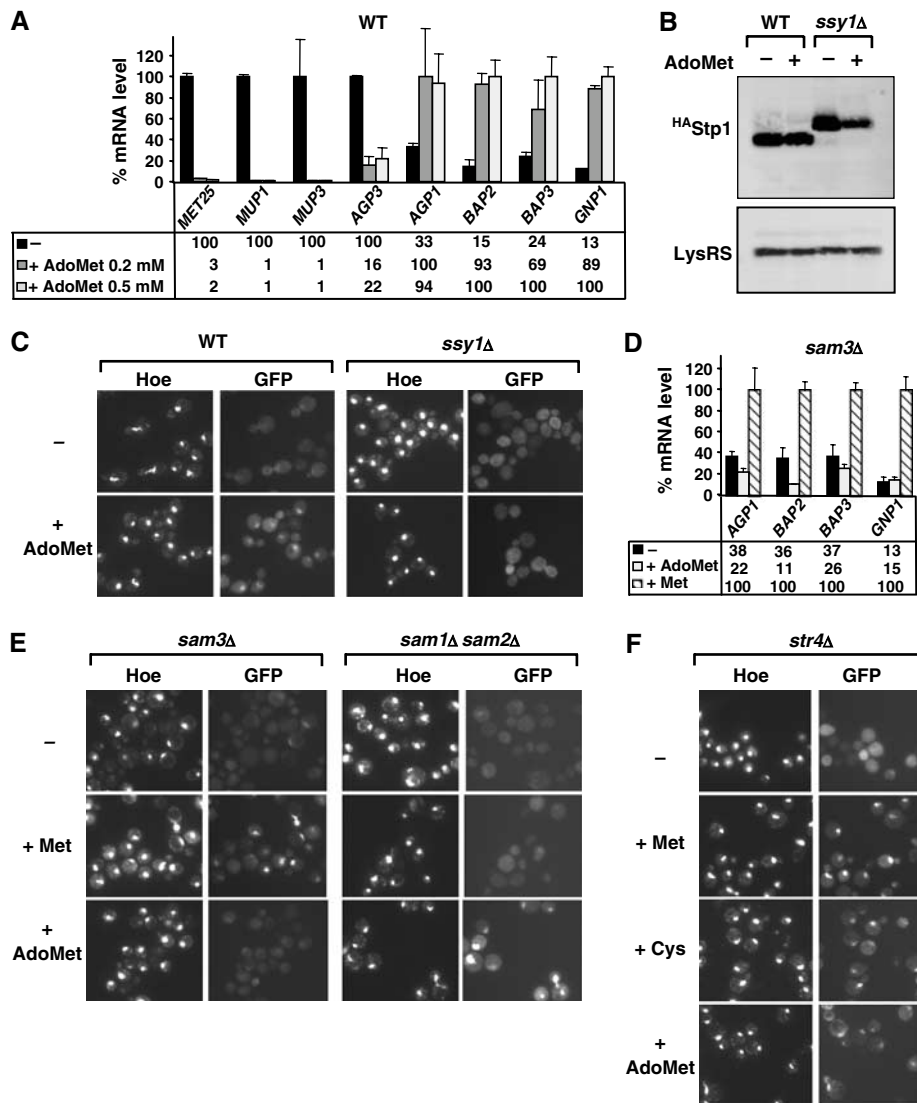 A
WT
% mRNA level
120
100
80
60
40
20
0
MET25 MUP1 MUP3 AGP3 AGP1 BAP2 BAP3 GNP1
– 100 100 100 100 33 15 24 13
+ AdoMet 0.2 mM 3 1 1 16 100 93 69 89
+ AdoMet 0.5 mM 2 1 1 22 94 100 100 100
B
WT ssy1Δ
AdoMet – + – +
HAStp1
LysRS
C
WT ssy1Δ
Hoe GFP Hoe GFP
–
+
AdoMet
D
sam3Δ
% mRNA level
120
100
80
60
40
20
0
AGP1 BAP2 BAP3 GNP1
– 38 36 37 13
+ AdoMet 22 11 26 15
+ Met 100 100 100 100
E
sam3Δ sam1Δ sam2Δ
Hoe GFP Hoe GFP
–
+ Met
+
AdoMet
F
str4Δ
Hoe GFP
–
+ Met
+ Cys
+
AdoMet